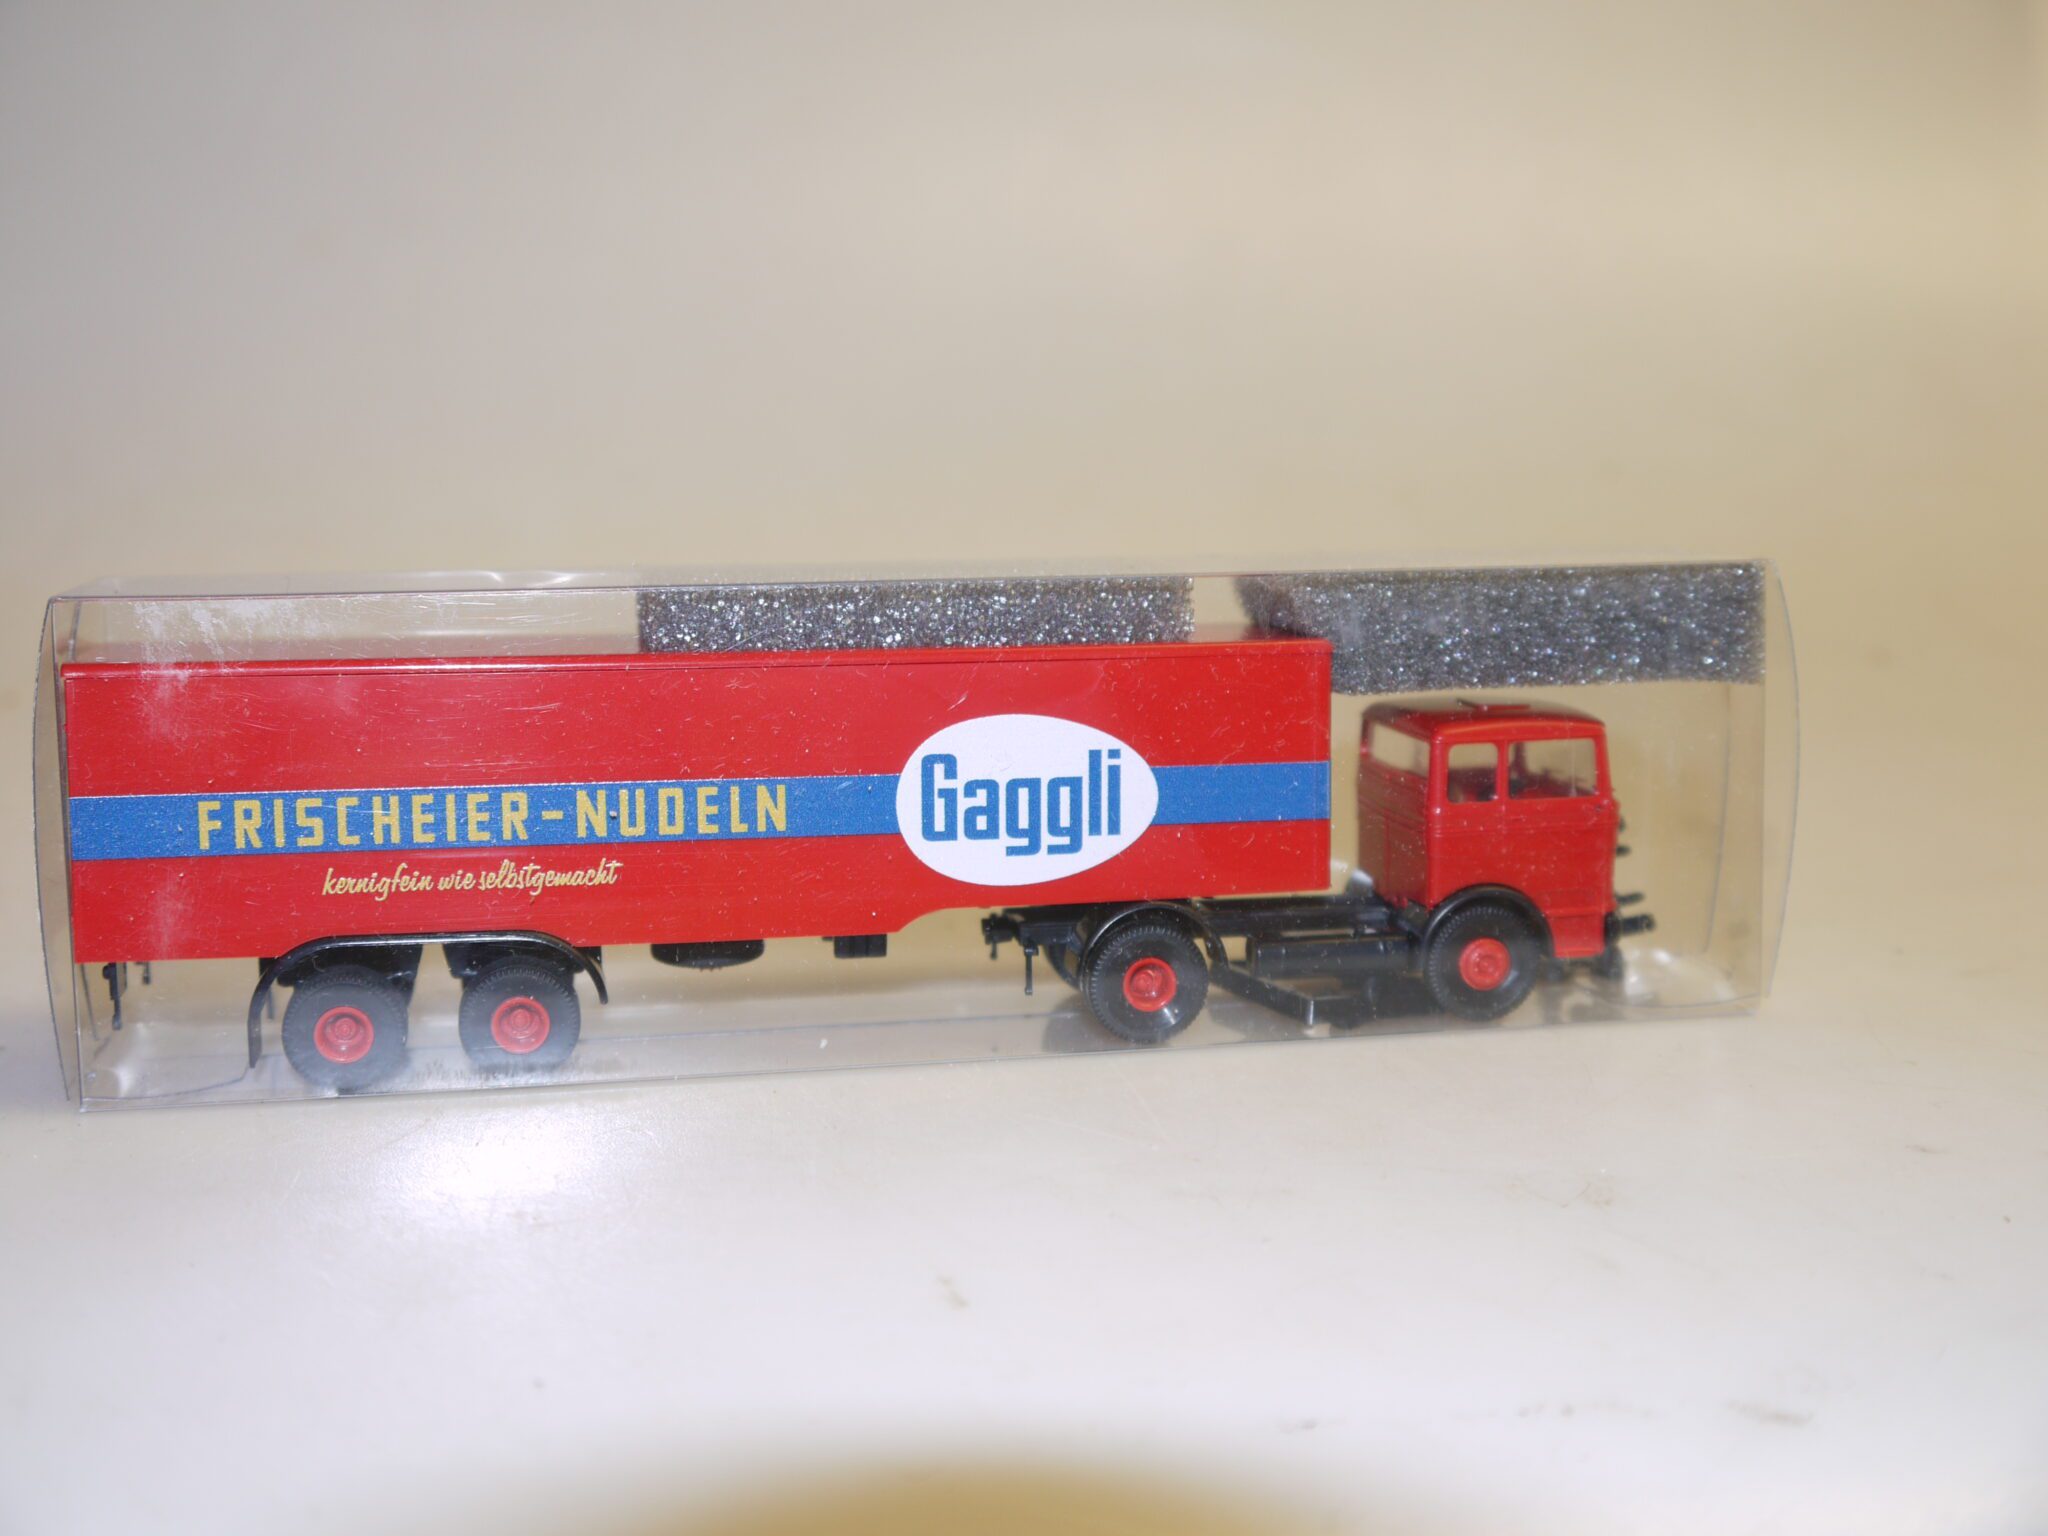 FRISCHEIER-NUDELN
kernigfein wie selbstgemacht
Gaggli